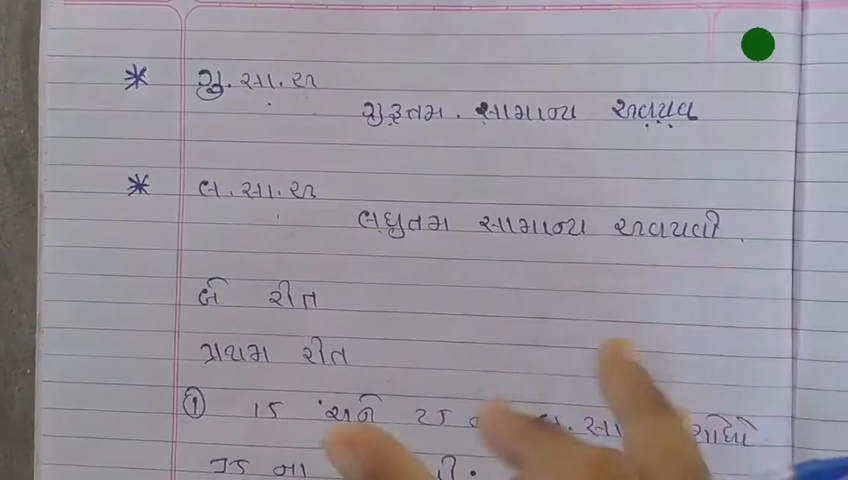 * ગુ.સા.અ
ગુરુત્તમ. સામાન્ય અવયવ
* લ.સા.અ
લઘુત્તમ સામાન્ય અવયવી.
બે રીત
પ્રથમ રીત
① 15 અને 25 લ.સા. શોધો
ના